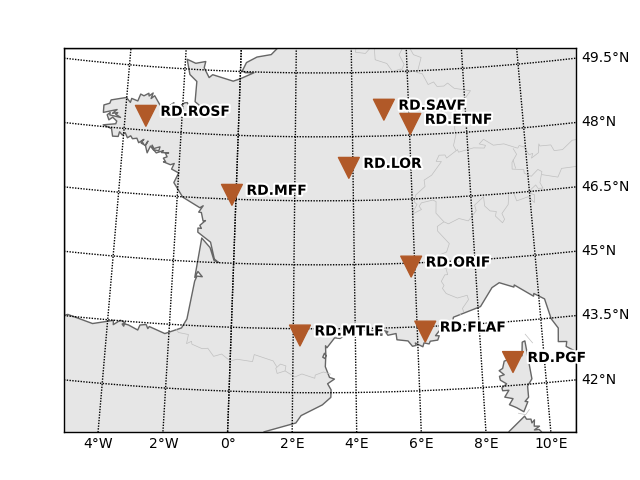 49.5°N
RD.SAVF
RD.ROSF
RD.ETNF
48°N
RD.LOR
RD.MFF
46.5°N
45°N
RD.ORIF
43.5°N
RD.FLAF
RD.MTLF
RD.PGF
42°N
4°W 2°W 0° 2°E 4°E 6°E 8°E 10°E